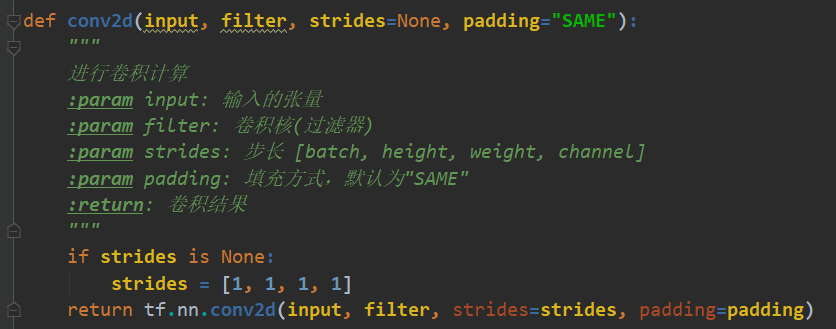 def conv2d(input, filter, strides=None, padding="SAME"):
"""
进行卷积计算
:param input: 输入的张量
:param filter: 卷积核(过滤器)
:param strides: 步长 [batch, height, weight, channel]
:param padding: 填充方式，默认为"SAME"
:return: 卷积结果
"""
if strides is None:
strides = [1, 1, 1, 1]
return tf.nn.conv2d(input, filter, strides=strides, padding=padding)